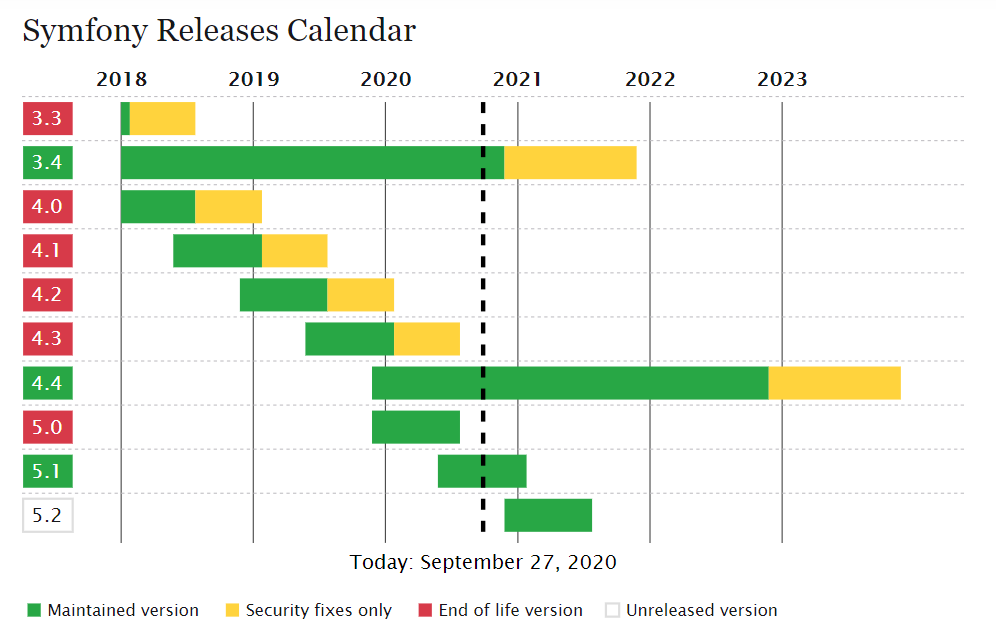 Symfony Releases Calendar
2018 2019 2020 2021 2022 2023
3.3
3.4
4.0
4.1
4.2
4.3
4.4
5.0
5.1
5.2
Today: September 27, 2020
Maintained version Security fixes only End of life version Unreleased version